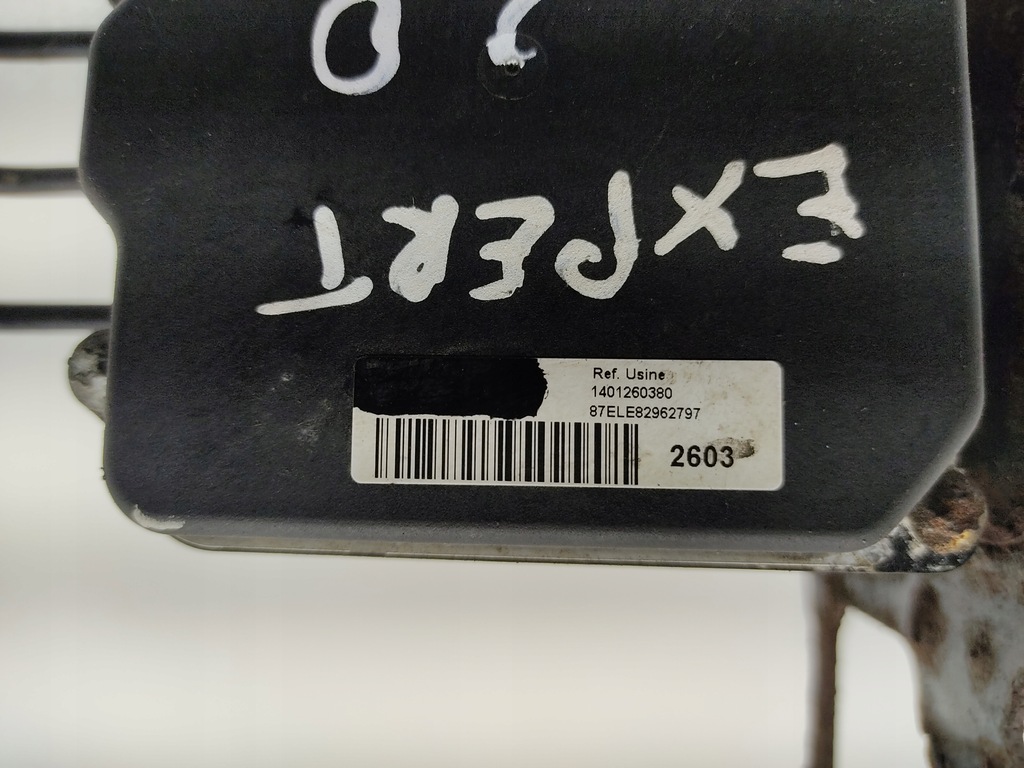 EXPERT
Ref. Usine
1401260380
87ELE82962797
2603